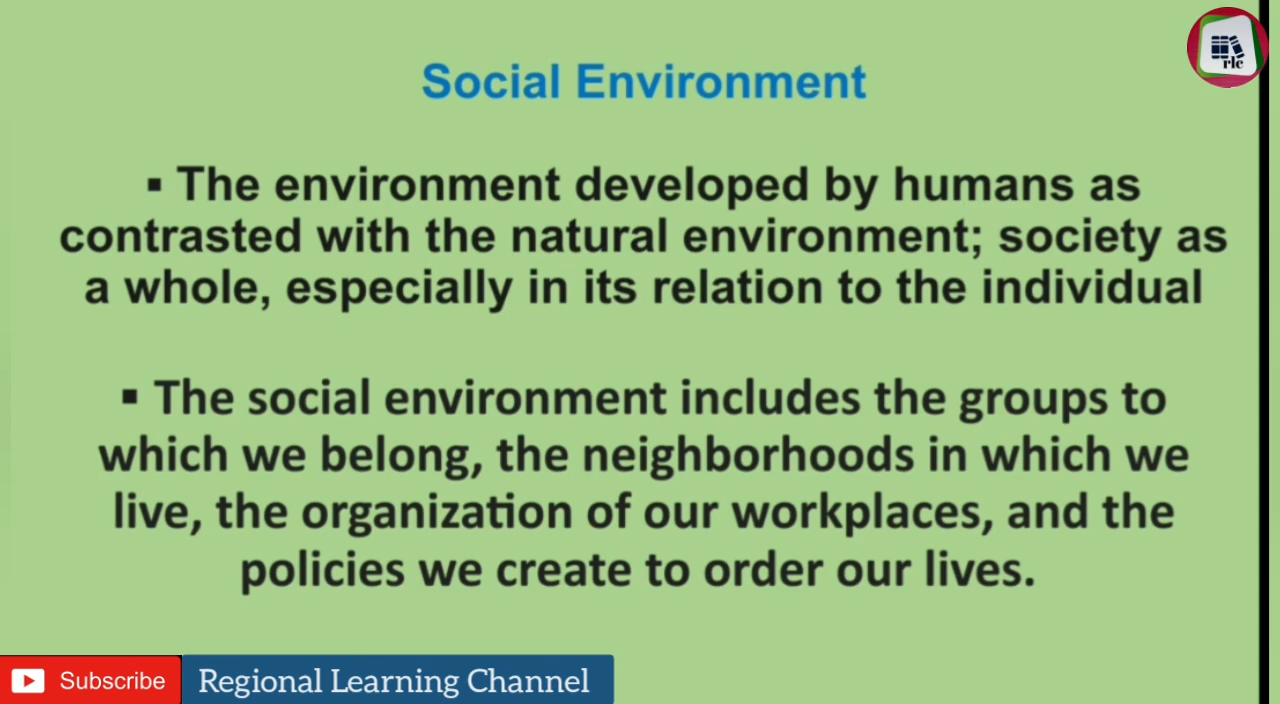 rlc
Social Environment
▪ The environment developed by humans as
contrasted with the natural environment; society as
a whole, especially in its relation to the individual
▪ The social environment includes the groups to
which we belong, the neighborhoods in which we
live, the organization of our workplaces, and the
policies we create to order our lives.
Subscribe
Regional Learning Channel